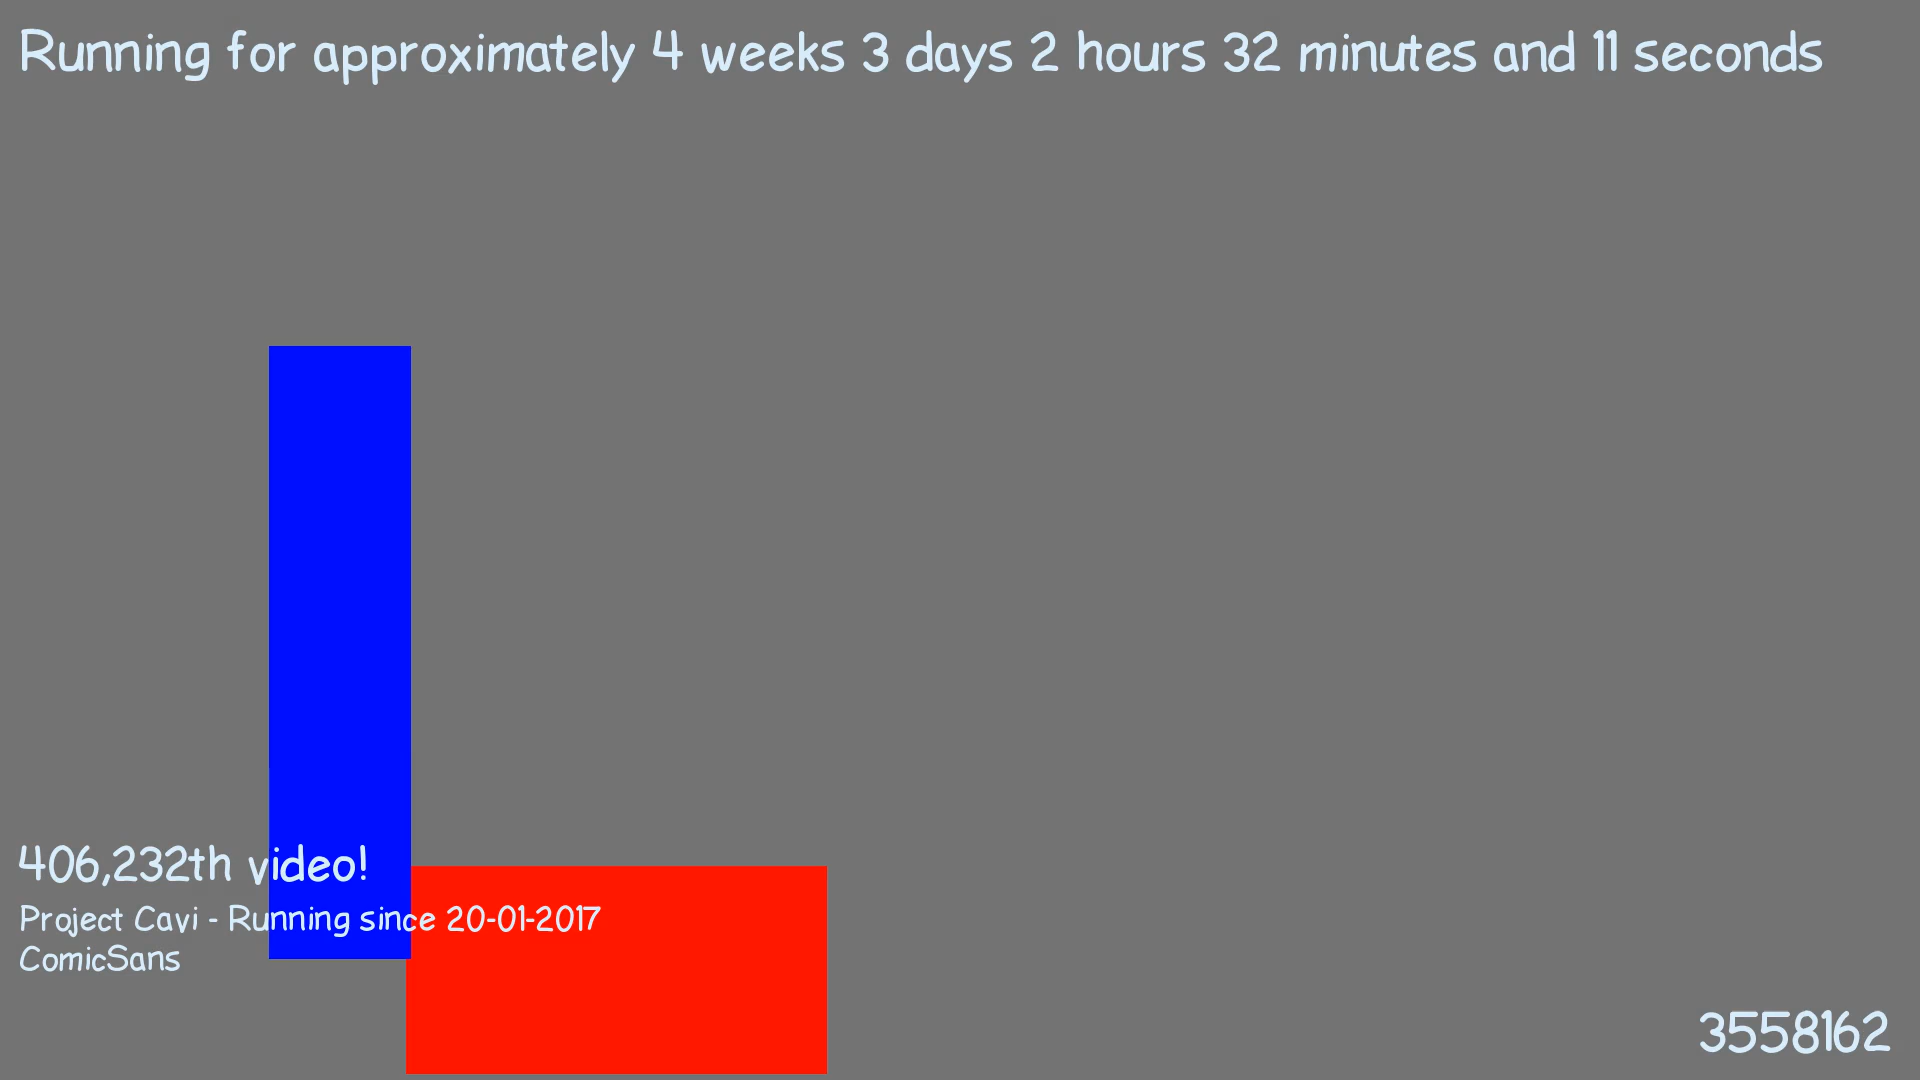 Running for approximately 4 weeks 3 days 2 hours 32 minutes and 11 seconds
406,232th video!
Project Cavi - Running since 20-01-2017
ComicSans
3558162